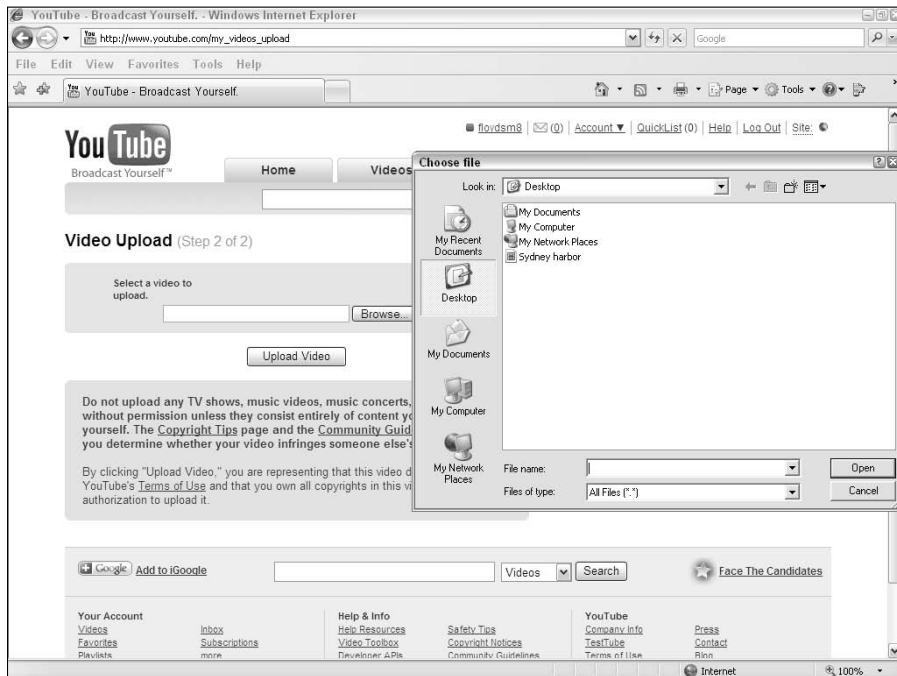 YouTube - Broadcast Yourself. - Windows Internet Explorer
http://www.youtube.com/my_videos_upload
Google
File Edit View Favorites Tools Help
YouTube - Broadcast Yourself.
Page Tools
floydsm8 | (0) | Account ▼ | QuickList (0) | Help | Log Out | Site:
You Tube
Broadcast Yourself™
Home
Videos
Video Upload (Step 2 of 2)
Select a video to
upload.
Browse...
Upload Video
Do not upload any TV shows, music videos, music concerts,
without permission unless they consist entirely of content yo
yourself. The Copyright Tips page and the Community Guid
you determine whether your video infringes someone else's
By clicking "Upload Video," you are representing that this video d
YouTube's Terms of Use and that you own all copyrights in this vi
authorization to upload it.
Choose file
Look in:
Desktop
My Recent
Documents
Desktop
My Documents
My Computer
My Network
Places
My Documents
My Computer
My Network Places
Sydney harbor
File name:
Open
Files of type:
All Files (*.*)
Cancel
Google Add to iGoogle
Videos
Search
Face The Candidates
Your Account
Videos
Favorites
Playlists
Inbox
Subscriptions
more
Help & Info
Help Resources
Video Toolbox
Developer APIs
Safety Tips
Copyright Notices
Community Guidelines
YouTube
Company Info
TestTube
Terms of Use
Press
Contact
Blog
Internet
100%